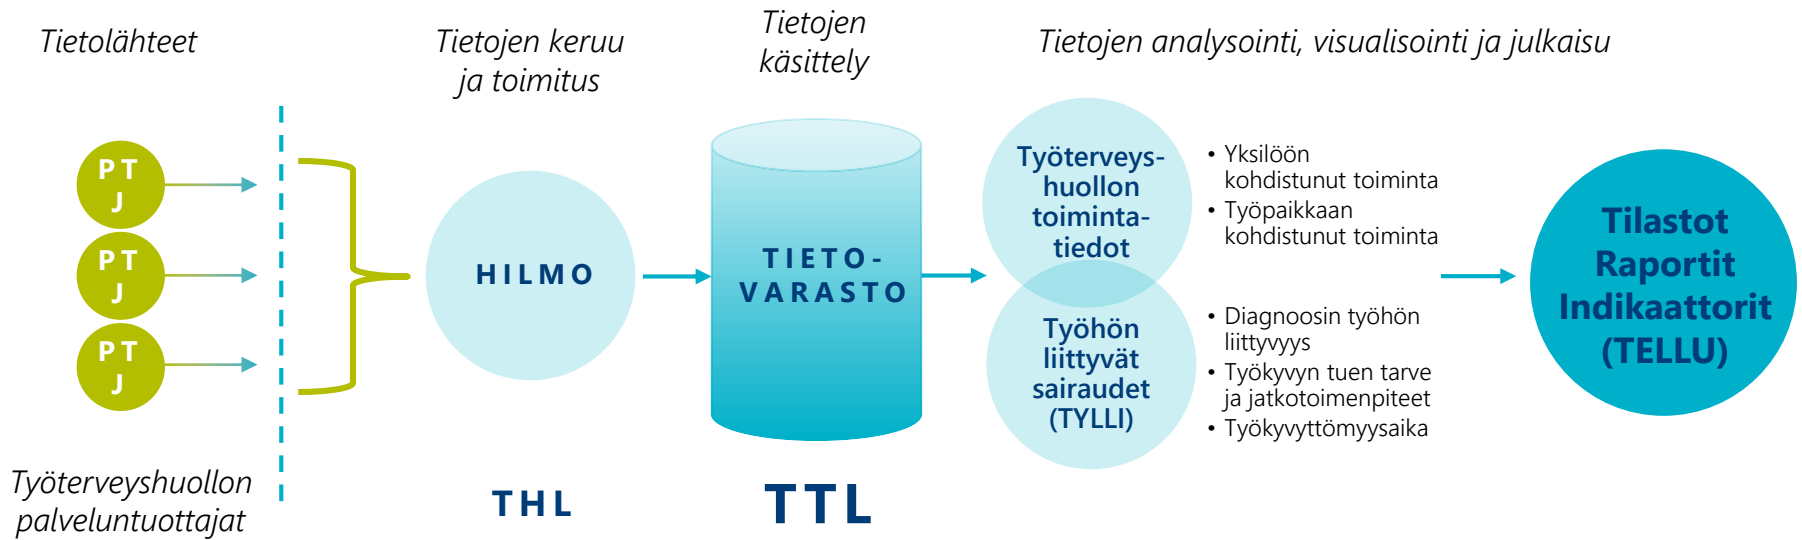 Tietolähteet
Tietojen keruu
ja toimitus
Tietojen
käsittely
Tietojen analysointi, visualisointi ja julkaisu
P T
J
P T
J
P T
J
Työterveyshuollon
palveluntuottajat
HILMO
THL
TIETO-
VARASTO
TTL
Työterveys-
huollon
toiminta-
tiedot
• Yksilöön
kohdistunut toiminta
• Työpaikkaan
kohdistunut toiminta
Työhön
liittyvät
sairaudet
(TYLLI)
• Diagnoosin työhön
liittyvyys
• Työkyvyn tuen tarve
ja jatkotoimenpiteet
• Työkyvyttömyysaika
Tilastot
Raportit
Indikaattorit
(TELLU)